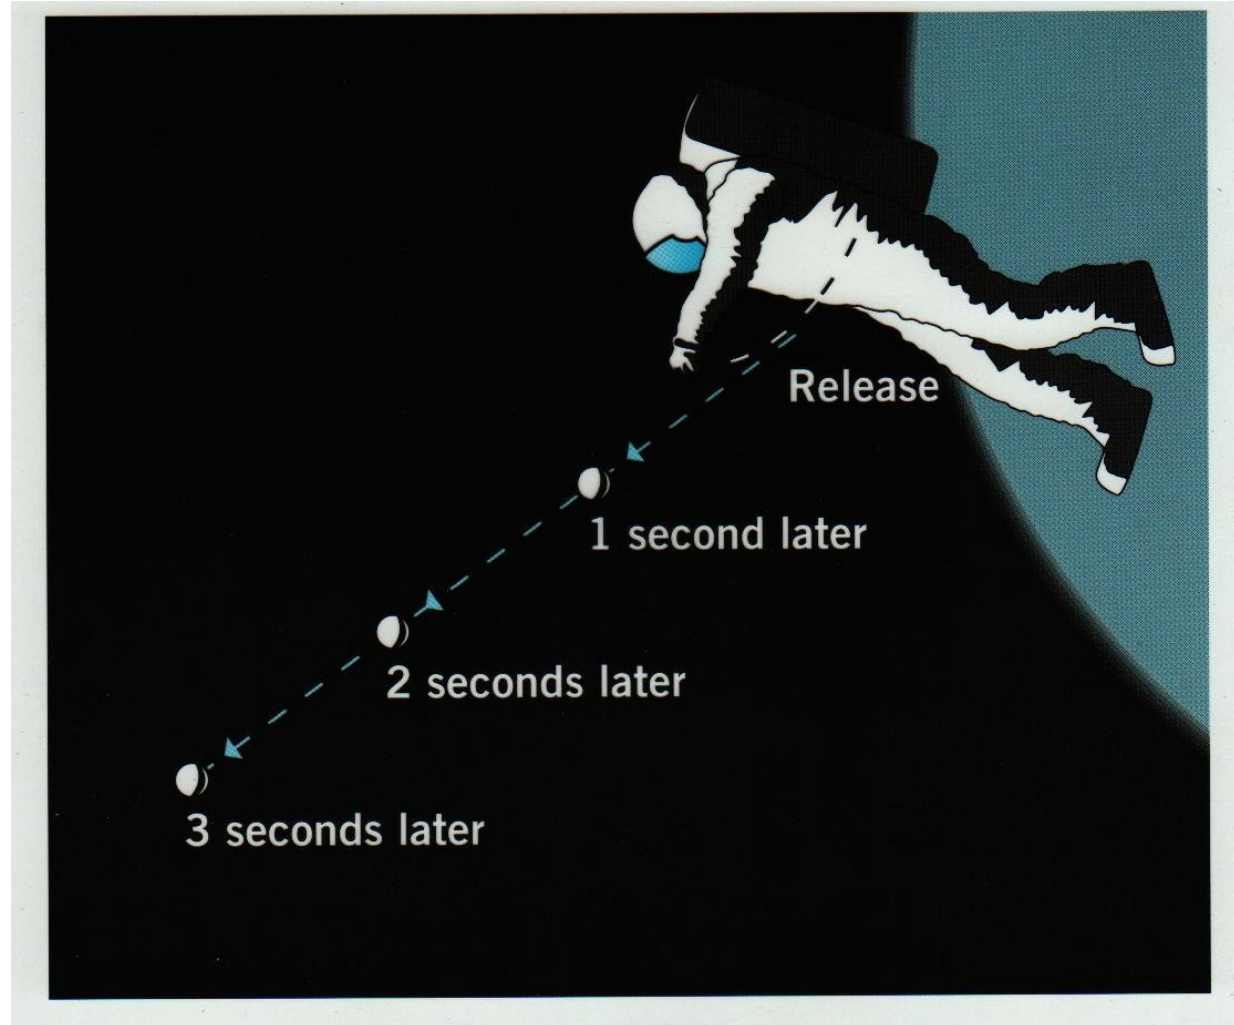 Release
1 second later
2 seconds later
3 seconds later